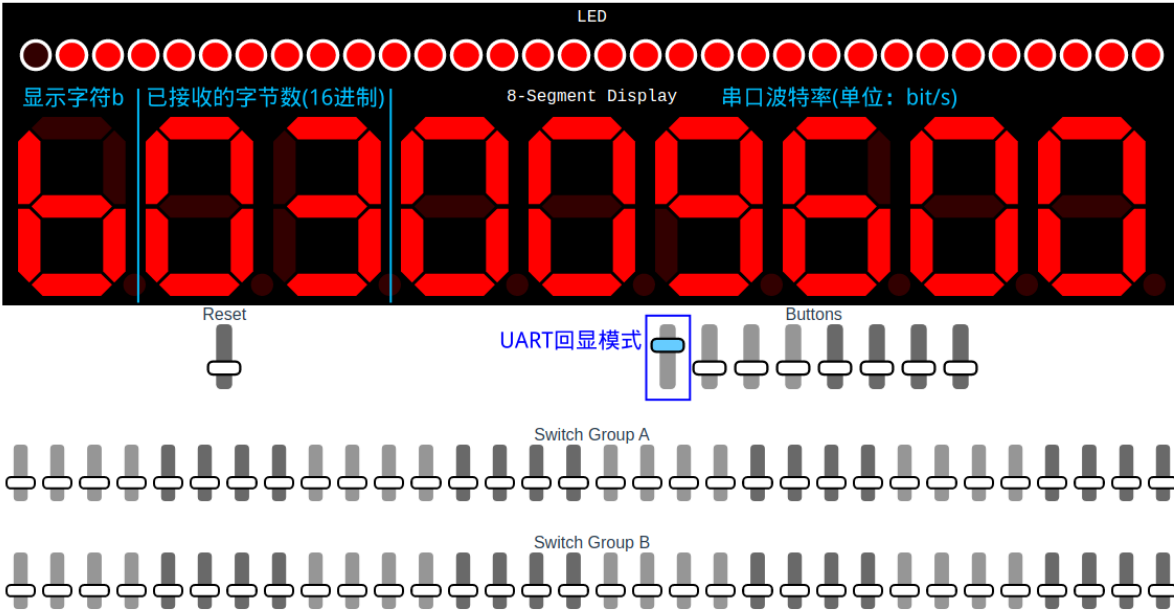 LED
显示字符b 已接收的字节数(16进制) 8-Segment Display 串口波特率(单位：bit/s)
b03009600
Reset
Buttons
UART回显模式
Switch Group A
Switch Group B